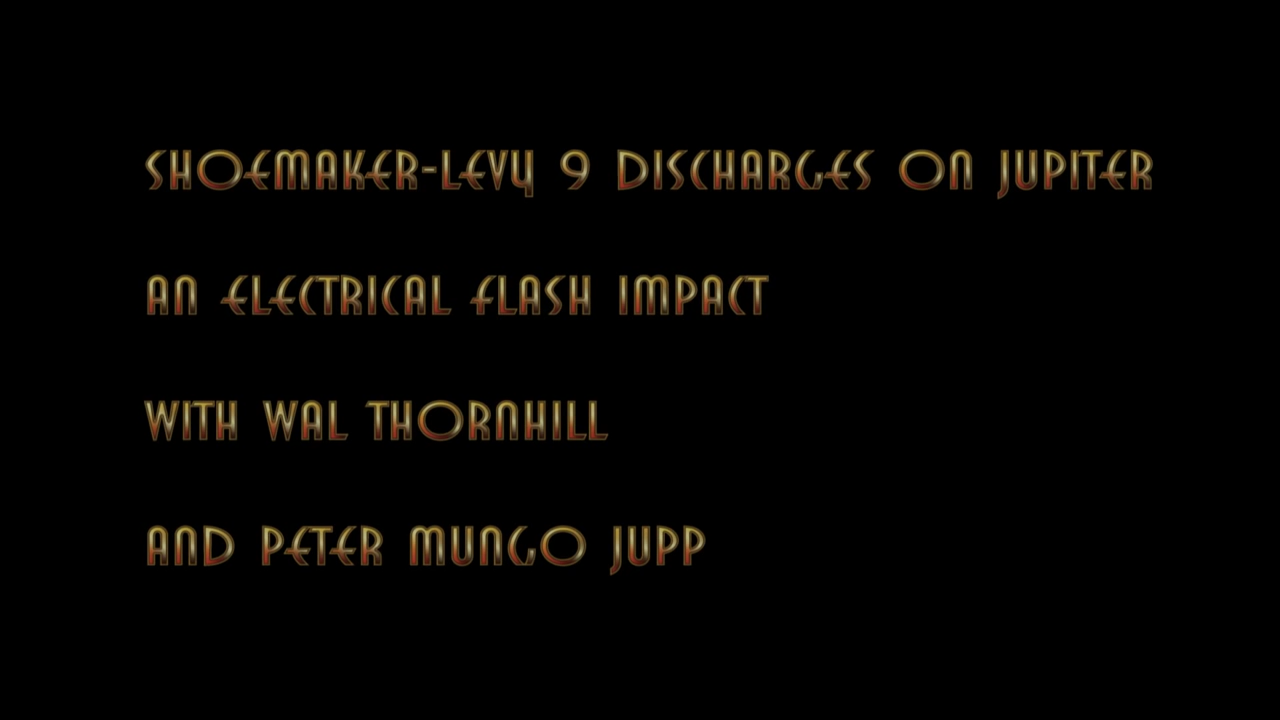 SHOEMAKER-LEVY 9 DISCHARGES ON JUPITER
AN ELECTRICAL FLASH IMPACT
WITH WAL THORNHILL
AND PETER MUNGO JUPP